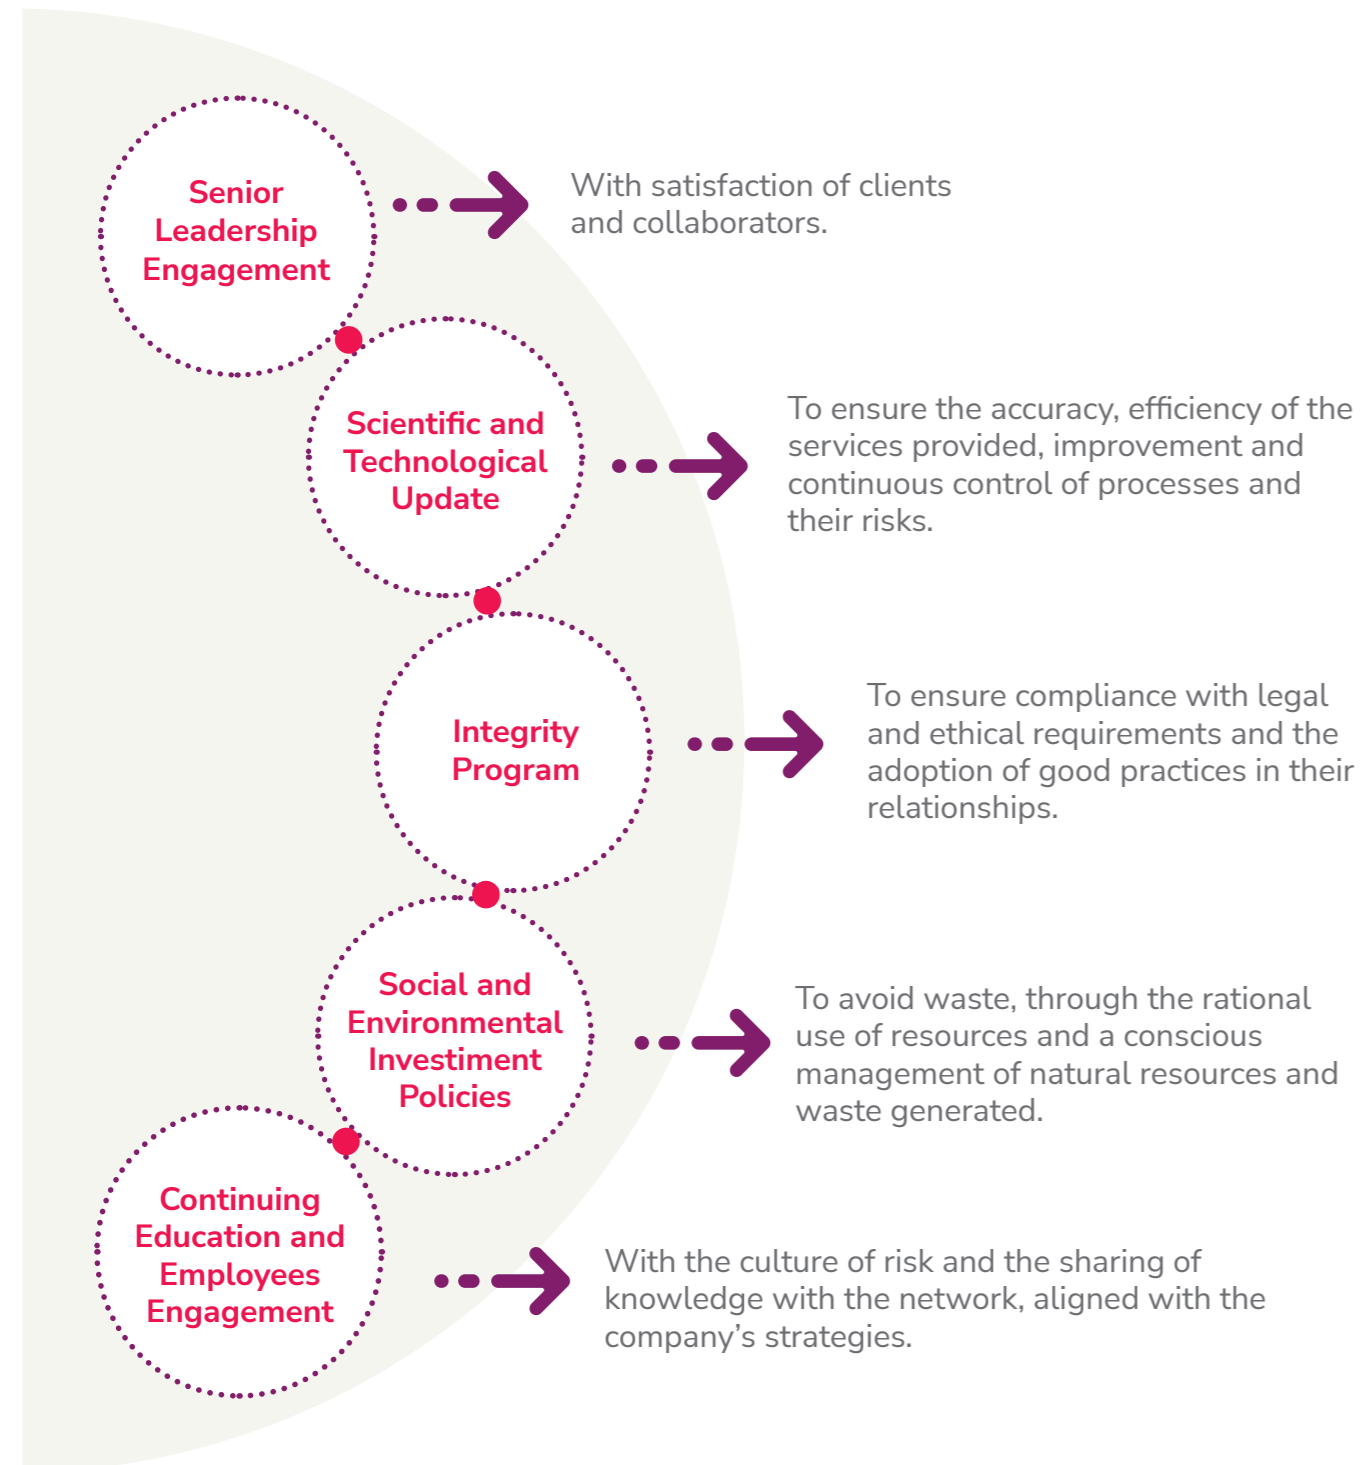 Senior
Leadership
Engagement
With satisfaction of clients
and collaborators.
Scientific and
Technological
Update
To ensure the accuracy, efficiency of the
services provided, improvement and
continuous control of processes and
their risks.
Integrity
Program
To ensure compliance with legal
and ethical requirements and the
adoption of good practices in their
relationships.
Social and
Environmental
Investiment
Policies
To avoid waste, through the rational
use of resources and a conscious
management of natural resources and
waste generated.
Continuing
Education and
Employees
Engagement
With the culture of risk and the sharing of
knowledge with the network, aligned with the
company’s strategies.